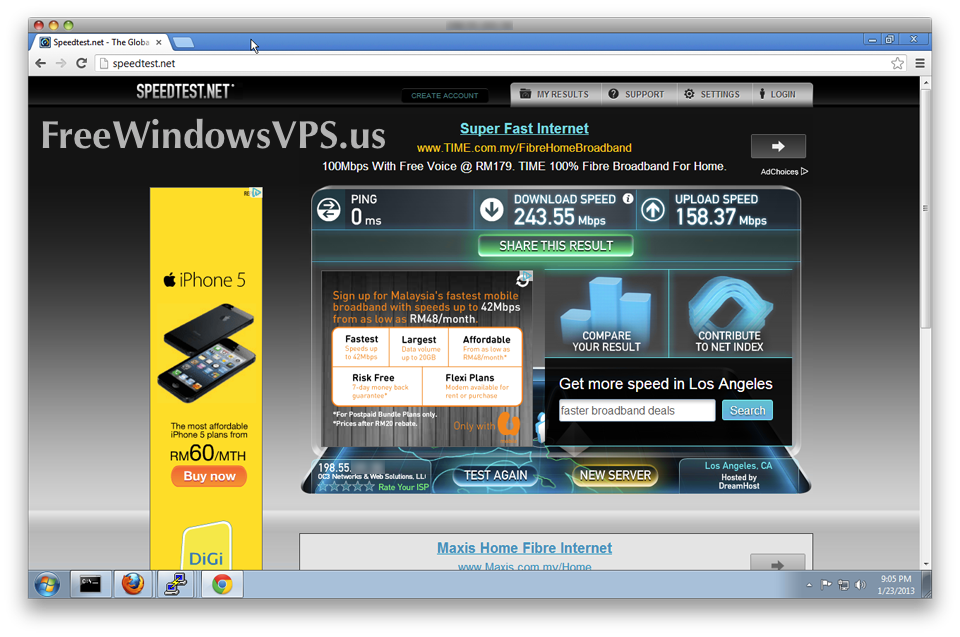 Speedtest.net - The Globa
speedtest.net
SPEEDTEST.NET
CREATE ACCOUNT
MY RESULTS
SUPPORT
SETTINGS
LOGIN
FreeWindowsVPS.us
Super Fast Internet
www.TIME.com.my/FibreHomeBroadband
100Mbps With Free Voice @ RM179. TIME 100% Fibre Broadband For Home.
AdChoices
iPhone 5
The most affordable
iPhone 5 plans from
RM60/MTH
Buy now
DiGi
PING
0 ms
DOWNLOAD SPEED
243.55 Mbps
UPLOAD SPEED
158.37 Mbps
SHARE THIS RESULT
Sign up for Malaysia's fastest mobile
broadband with speeds up to 42Mbps
from as low as RM48/month.
Fastest
Speeds up
to 42Mbps
Largest
Data volume
up to 20GB
Affordable
From as low as
RM48/month*
Risk Free
7-day money back
guarantee*
Flexi Plans
Modem available for
rent or purchase
*For Postpaid Bundle Plans only.
*Prices after RM20 rebate.
Only with
COMPARE
YOUR RESULT
CONTRIBUTE
TO NET INDEX
Get more speed in Los Angeles
faster broadband deals
Search
198.55.
OC3 Networks & Web Solutions, LL
Rate Your ISP
TEST AGAIN
NEW SERVER
Los Angeles, CA
Hosted by
DreamHost
Maxis Home Fibre Internet
www.Maxis.com.my/Home
9:05 PM
1/23/2013